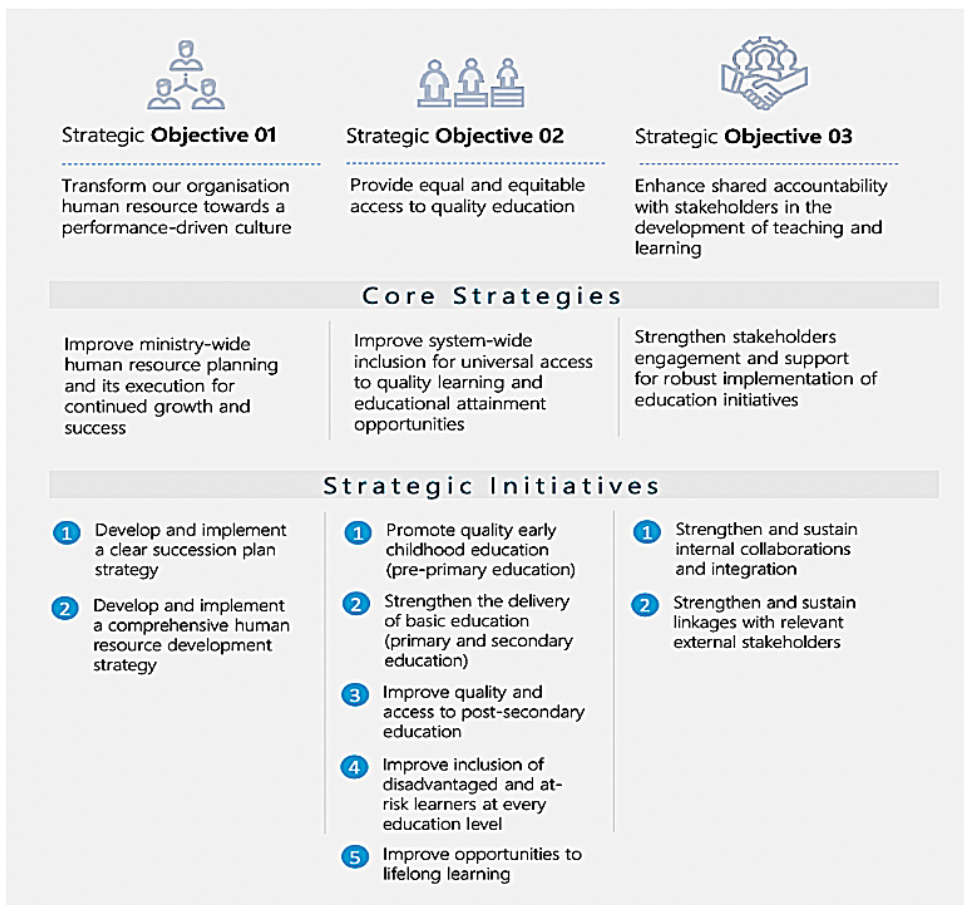 Strategic Objective 01
Transform our organisation
human resource towards a
performance-driven culture
Strategic Objective 02
Provide equal and equitable
access to quality education
Strategic Objective 03
Enhance shared accountability
with stakeholders in the
development of teaching and
learning
Core Strategies
Improve ministry-wide
human resource planning
and its execution for
continued growth and
success
Improve system-wide
inclusion for universal access
to quality learning and
educational attainment
opportunities
Strengthen stakeholders
engagement and support
for robust implementation of
education initiatives
Strategic Initiatives
1 Develop and implement
a clear succession plan
strategy
2 Develop and implement
a comprehensive human
resource development
strategy
1 Promote quality early
childhood education
(pre-primary education)
2 Strengthen the delivery
of basic education
(primary and secondary
education)
3 Improve quality and
access to post-secondary
education
4 Improve inclusion of
disadvantaged and at-
risk learners at every
education level
5 Improve opportunities to
lifelong learning
1 Strengthen and sustain
internal collaborations
and integration
2 Strengthen and sustain
linkages with relevant
external stakeholders